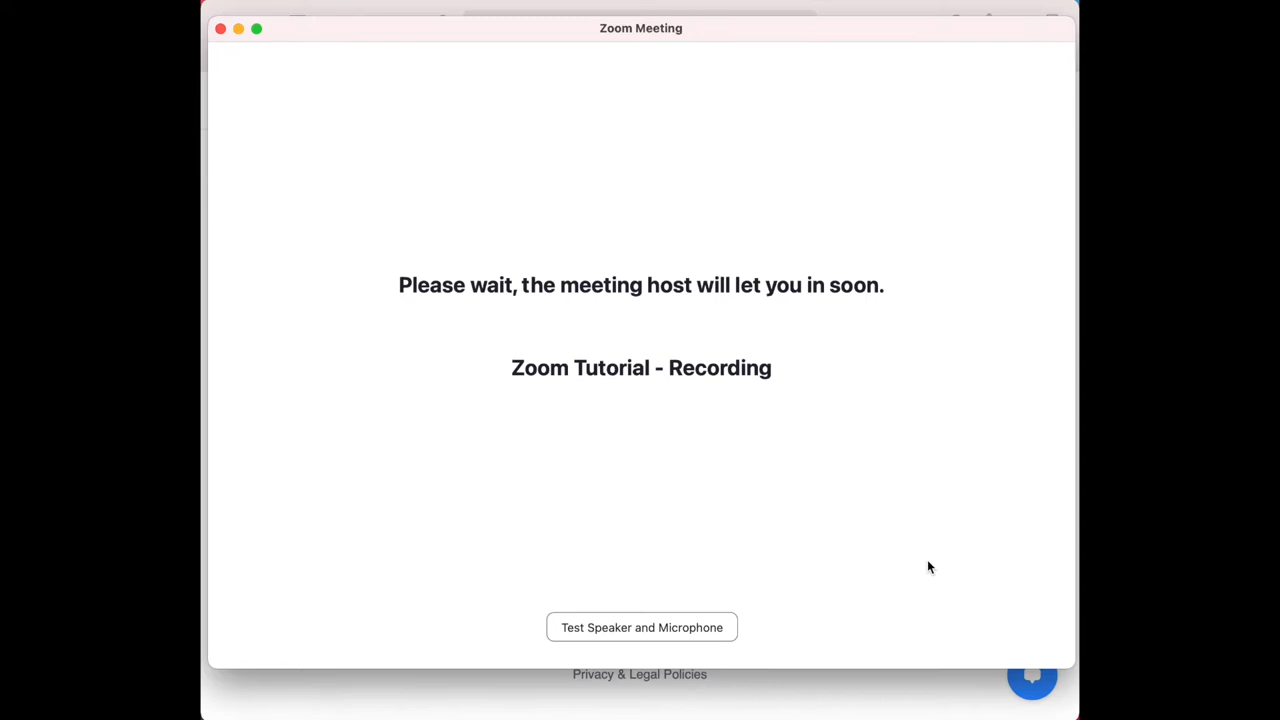 Zoom Meeting
Please wait, the meeting host will let you in soon.
Zoom Tutorial - Recording
Test Speaker and Microphone
Privacy & Legal Policies